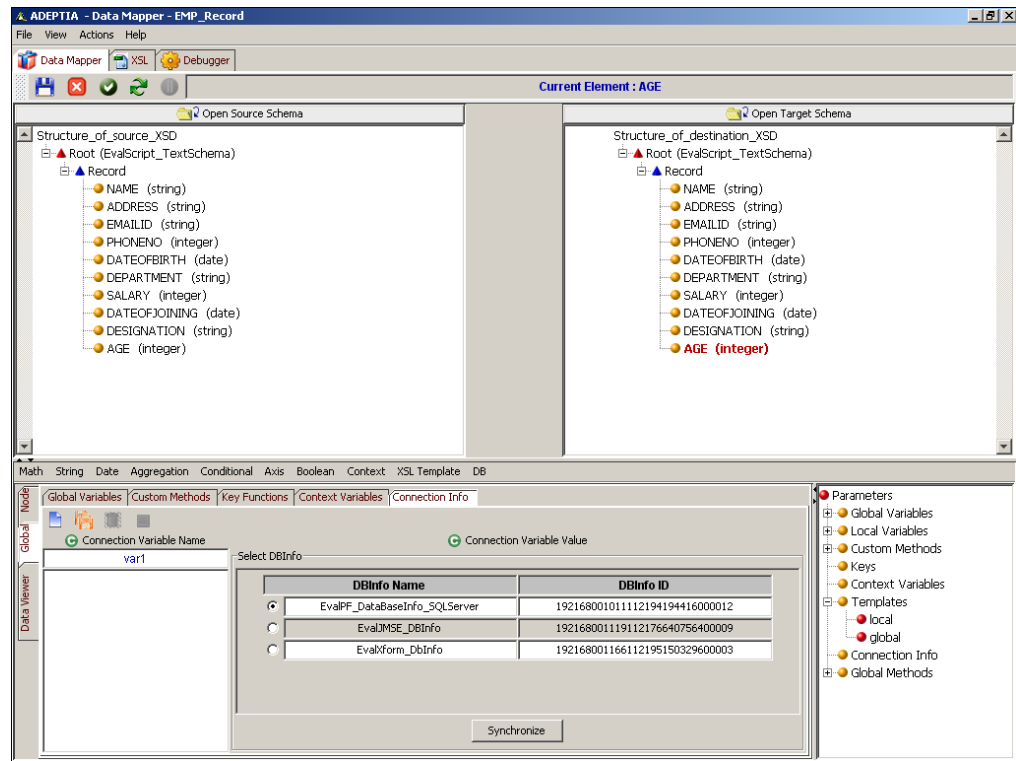 ADEPTIA - Data Mapper - EMP_Record
File View Actions Help
Data Mapper XSL Debugger
Current Element : AGE
Open Source Schema
Open Target Schema
Structure_of_source_XSD
Root (EvalScript_TextSchema)
Record
NAME (string)
ADDRESS (string)
EMAILID (string)
PHONENO (integer)
DATEOFBIRTH (date)
DEPARTMENT (string)
SALARY (integer)
DATEOFJOINING (date)
DESIGNATION (string)
AGE (integer)
Structure_of_destination_XSD
Root (EvalScript_TextSchema)
Record
NAME (string)
ADDRESS (string)
EMAILID (string)
PHONENO (integer)
DATEOFBIRTH (date)
DEPARTMENT (string)
SALARY (integer)
DATEOFJOINING (date)
DESIGNATION (string)
AGE (integer)
Math String Date Aggregation Conditional Axis Boolean Context XSL Template DB
Node
Global
Data Viewer
Global Variables Custom Methods Key Functions Context Variables Connection Info
Connection Variable Name
Connection Variable Value
var1
Select DBInfo
DBInfo Name DBInfo ID
EvalPF_DataBaseInfo_SQLServer 192168001011112194194416000012
EvalJMSE_DBInfo 192168001119112176640756400009
EvalXform_DbInfo 192168001166112195150329600003
Synchronize
Parameters
Global Variables
Local Variables
Custom Methods
Keys
Context Variables
Templates
local
global
Connection Info
Global Methods